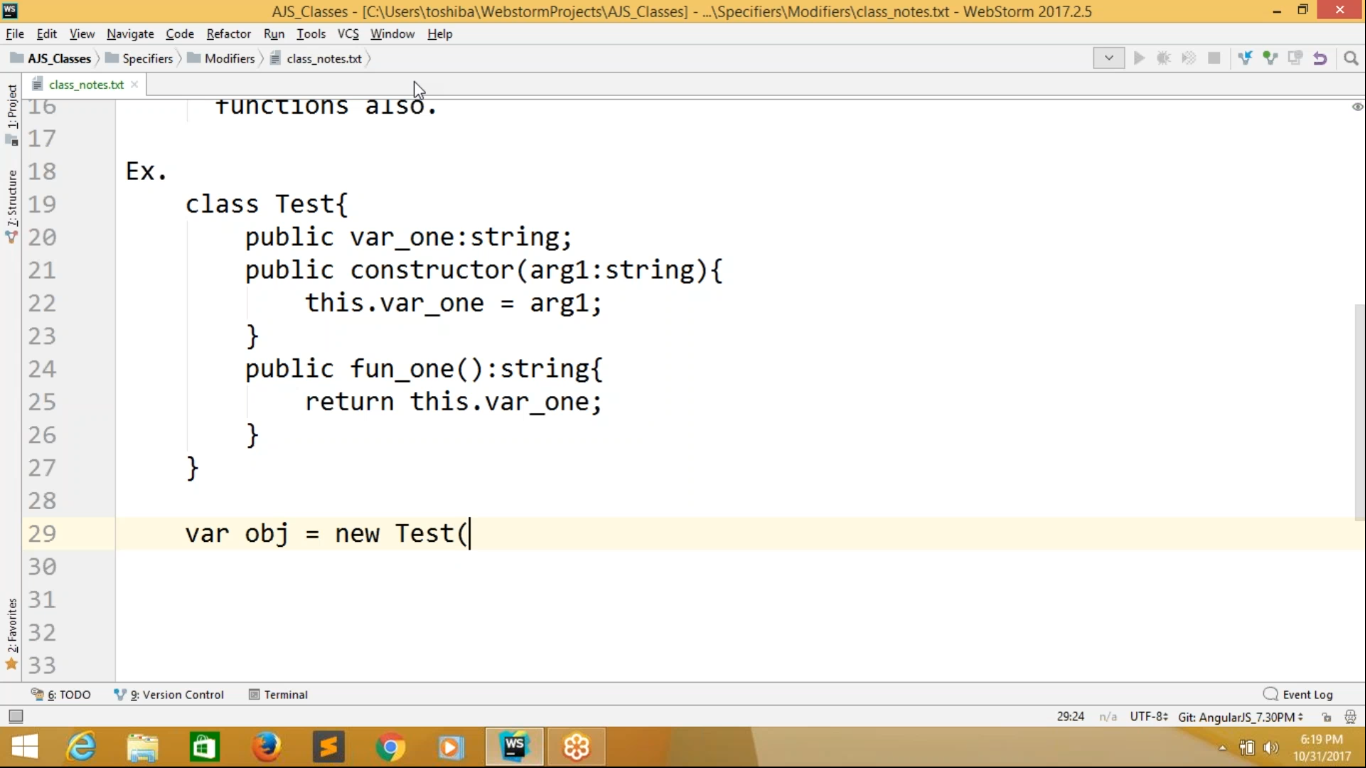 AJS_Classes - [C:\Users\toshiba\WebstormProjects\AJS_Classes] - ...\Specifiers\Modifiers\class_notes.txt - WebStorm 2017.2.5
File Edit View Navigate Code Refactor Run Tools VCS Window Help
AJS_Classes Specifiers Modifiers class_notes.txt
class_notes.txt
1: Project
7: Structure
2: Favorites
16 functions also.
17
18 Ex.
19 class Test{
20 public var_one:string;
21 public constructor(arg1:string){
22 this.var_one = arg1;
23 }
24 public fun_one():string{
25 return this.var_one;
26 }
27 }
28
29 var obj = new Test(
30
31
32
33
6: TODO 9: Version Control Terminal Event Log
29:24 n/a UTF-8 Git: AngularJS_7.30PM
WS
6:19 PM
10/31/2017